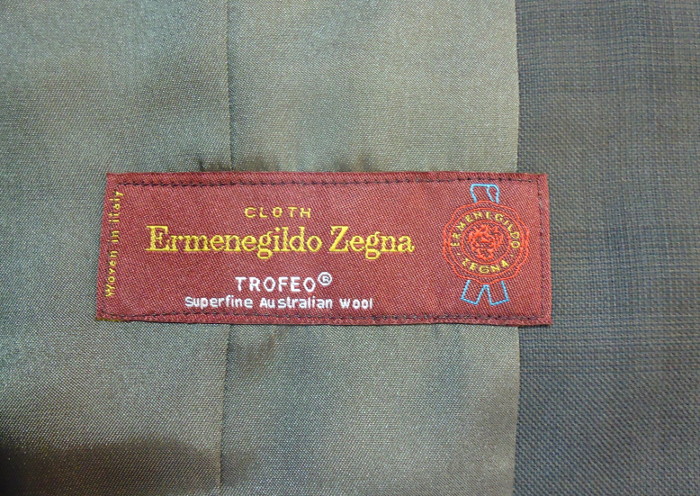 CLOTH
Ermenegildo Zegna
TROFEO®
Superfine Australian Wool
Woven in Italy
ERMENEGILDO
ZEGNA